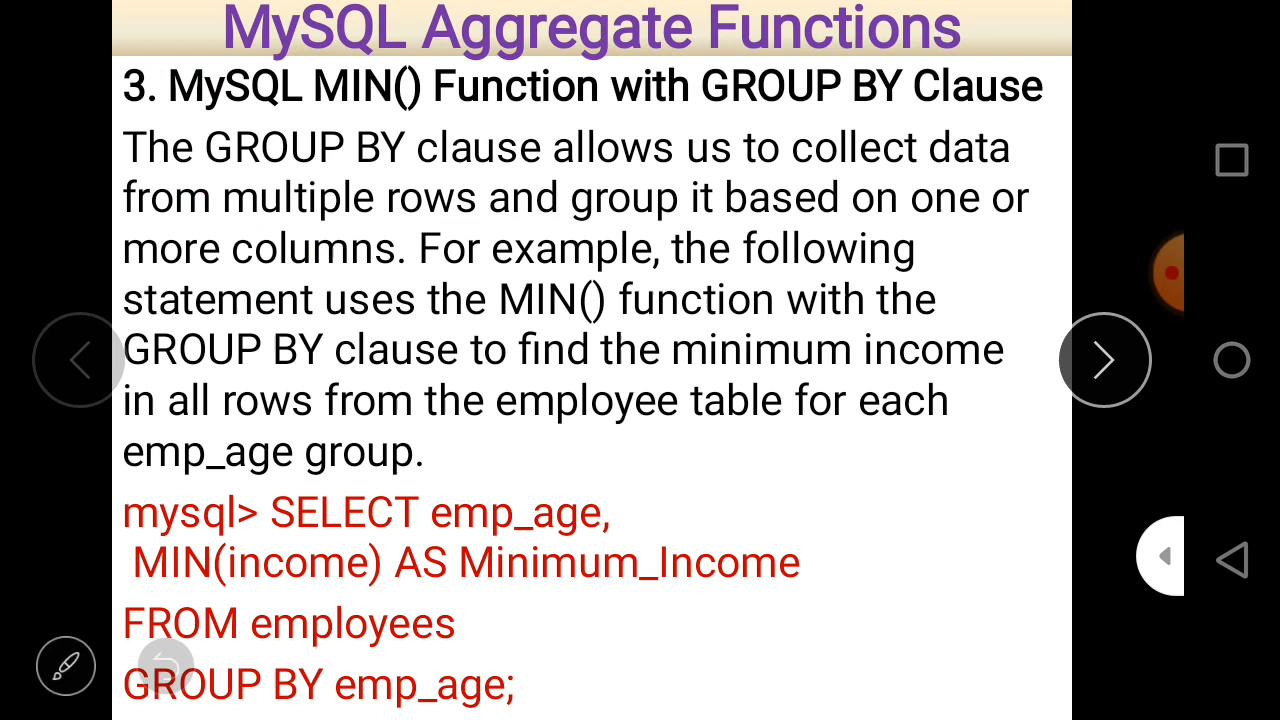 MySQL Aggregate Functions
3. MySQL MIN() Function with GROUP BY Clause
The GROUP BY clause allows us to collect data
from multiple rows and group it based on one or
more columns. For example, the following
statement uses the MIN() function with the
GROUP BY clause to find the minimum income
in all rows from the employee table for each
emp_age group.
mysql> SELECT emp_age,
MIN(income) AS Minimum_Income
FROM employees
GROUP BY emp_age;